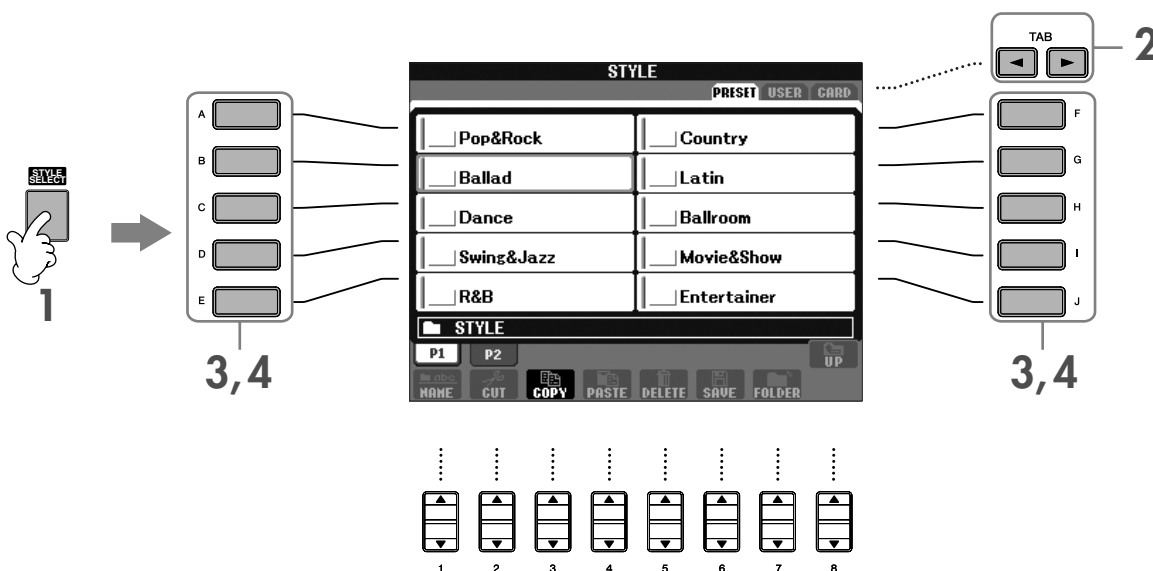 TAB
2
STYLE
PRESET USER CARD
A
F
Pop&Rock
Country
B
G
Ballad
Latin
STYLE
SELECT
C
H
Dance
Ballroom
D
I
Swing&Jazz
Movie&Show
E
J
R&B
Entertainer
1
STYLE
P1 P2
UP
3,4
3,4
abc
NAME CUT COPY PASTE DELETE SAVE FOLDER
1 2 3 4 5 6 7 8